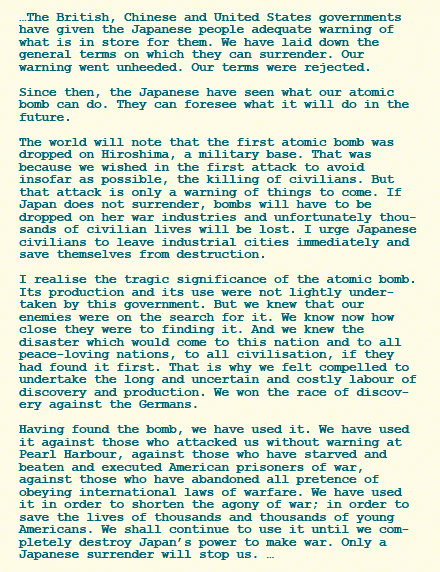 …The British, Chinese and United States governments
have given the Japanese people adequate warning of
what is in store for them. We have laid down the
general terms on which they can surrender. Our
warning went unheeded. Our terms were rejected.
Since then, the Japanese have seen what our atomic
bomb can do. They can foresee what it will do in the
future.
The world will note that the first atomic bomb was
dropped on Hiroshima, a military base. That was
because we wished in the first attack to avoid
insofar as possible, the killing of civilians. But
that attack is only a warning of things to come. If
Japan does not surrender, bombs will have to be
dropped on her war industries and unfortunately thou-
sands of civilian lives will be lost. I urge Japanese
civilians to leave industrial cities immediately and
save themselves from destruction.
I realise the tragic significance of the atomic bomb.
Its production and its use were not lightly under-
taken by this government. But we knew that our
enemies were on the search for it. We know now how
close they were to finding it. And we knew the
disaster which would come to this nation and to all
peace-loving nations, to all civilisation, if they
had found it first. That is why we felt compelled to
undertake the long and uncertain and costly labour of
discovery and production. We won the race of discov-
ery against the Germans.
Having found the bomb, we have used it. We have used
it against those who attacked us without warning at
Pearl Harbour, against those who have starved and
beaten and executed American prisoners of war,
against those who have abandoned all pretence of
obeying international laws of warfare. We have used
it in order to shorten the agony of war; in order to
save the lives of thousands and thousands of young
Americans. We shall continue to use it until we com-
pletely destroy Japan’s power to make war. Only a
Japanese surrender will stop us. …